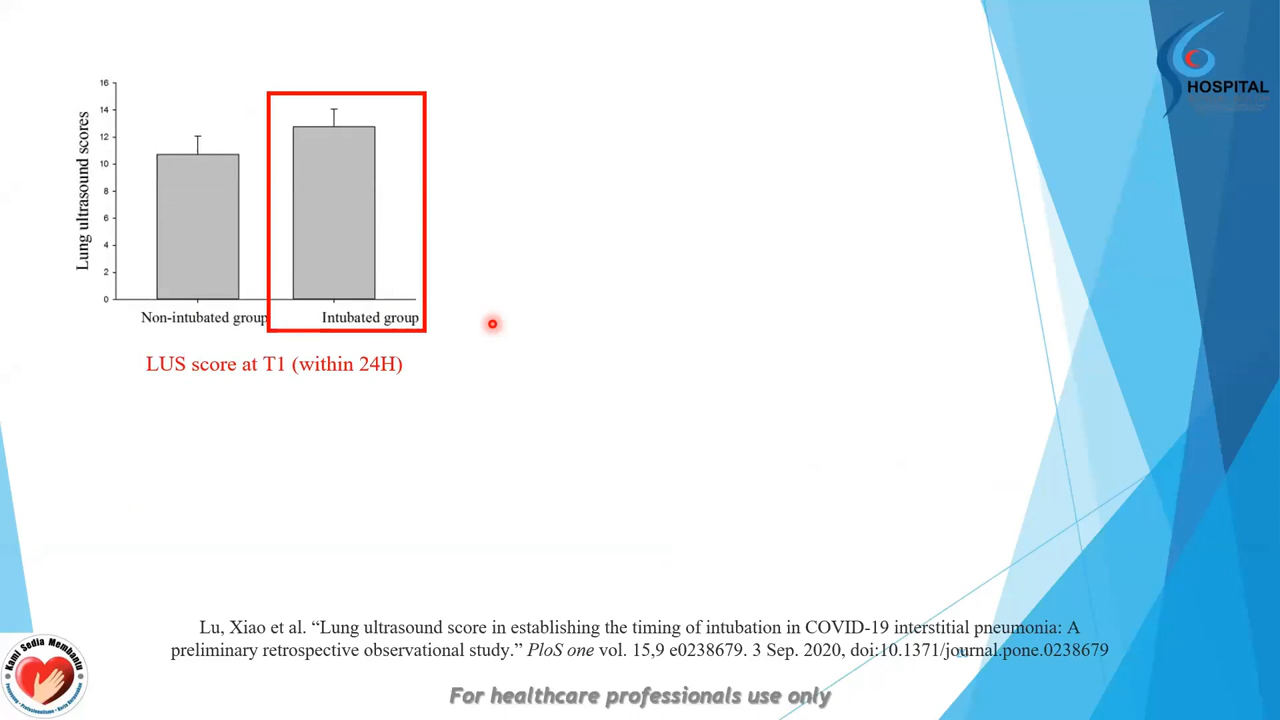 HOSPITAL
16
14
12
10
8
6
4
2
0
Lung ultrasound scores
Non-intubated group
Intubated group
LUS score at T1 (within 24H)
Lu, Xiao et al. “Lung ultrasound score in establishing the timing of intubation in COVID-19 interstitial pneumonia: A
preliminary retrospective observational study.” PloS one vol. 15,9 e0238679. 3 Sep. 2020, doi:10.1371/journal.pone.0238679
Kami Sedia Membantu
For healthcare professionals use only